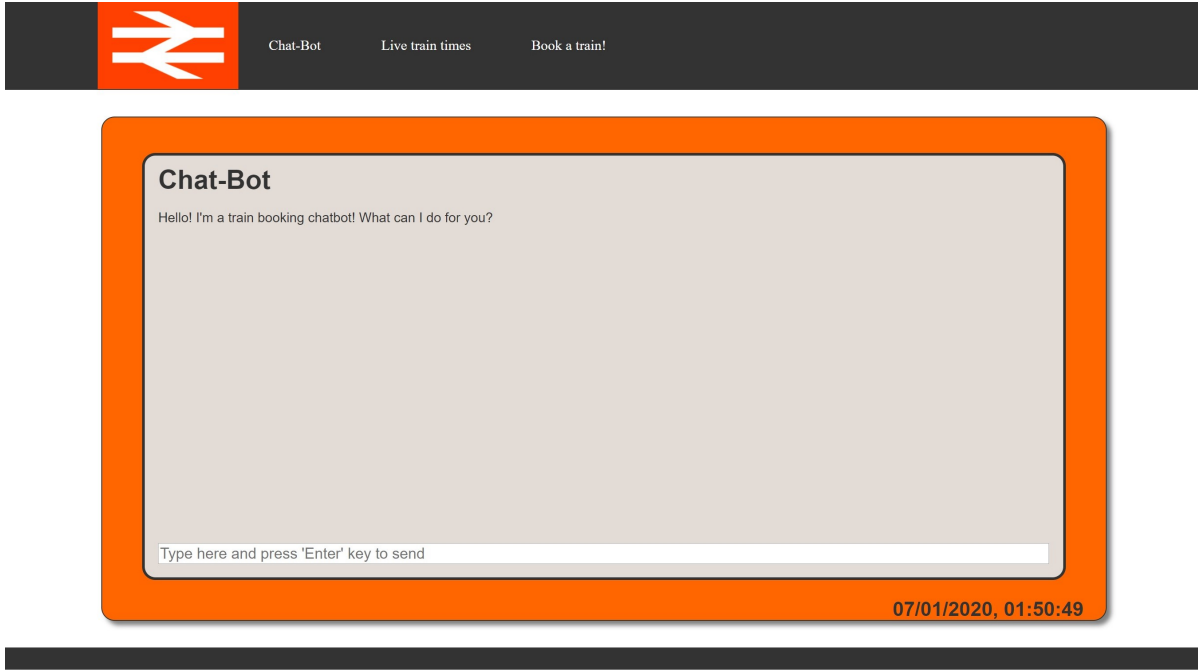 Chat-Bot Live train times Book a train!
Chat-Bot
Hello! I'm a train booking chatbot! What can I do for you?
Type here and press 'Enter' key to send
07/01/2020, 01:50:49